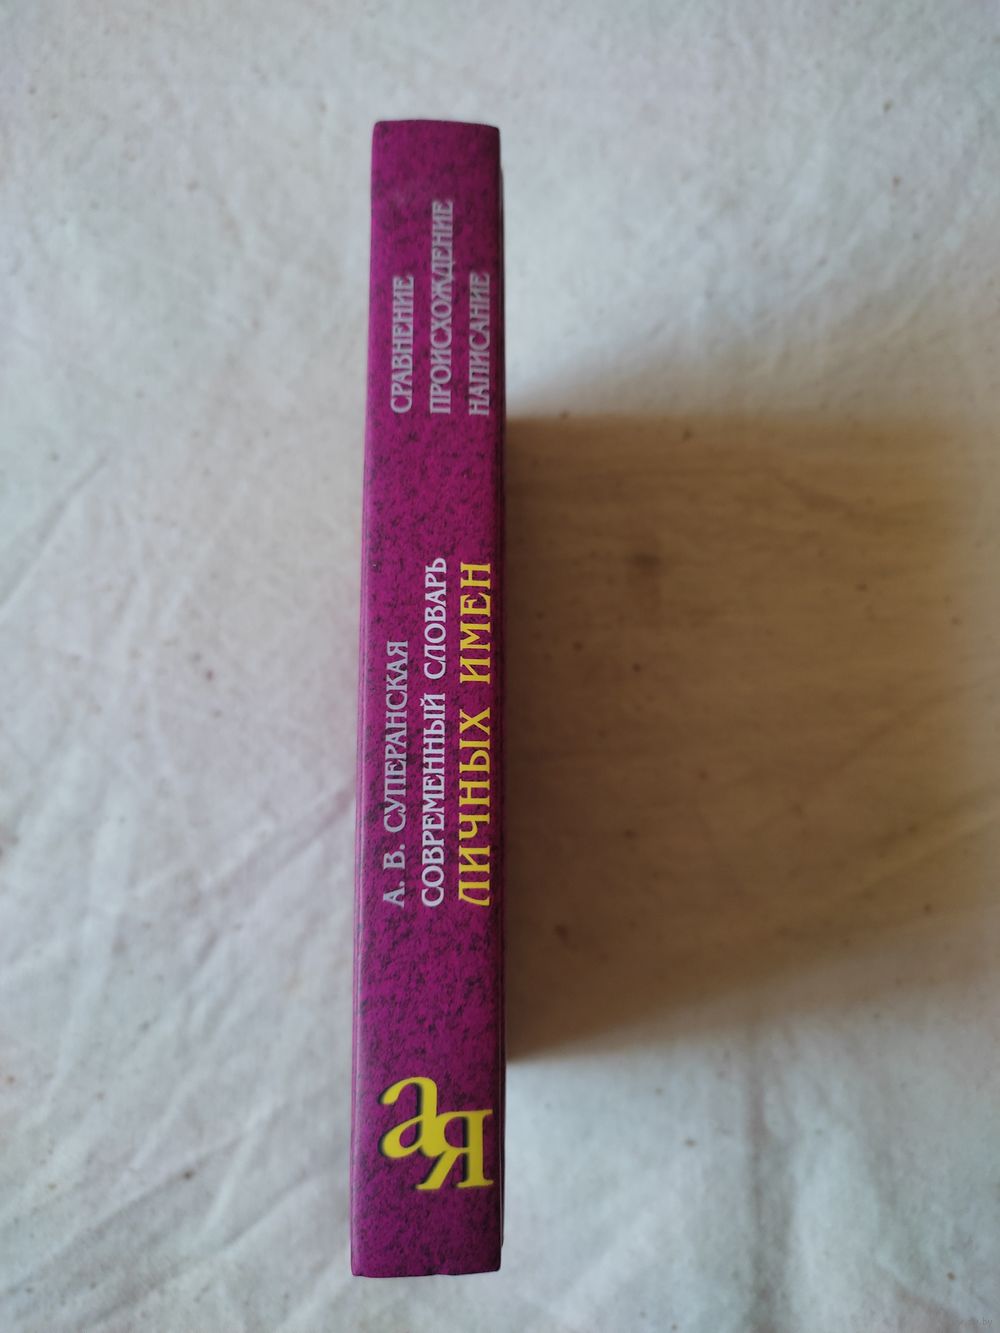 А. В. СУПЕРАНСКАЯ
СОВРЕМЕННЫЙ СЛОВАРЬ
ЛИЧНЫХ ИМЕН
СРАВНЕНИЕ
ПРОИСХОЖДЕНИЕ
НАПИСАНИЕ
аЯ